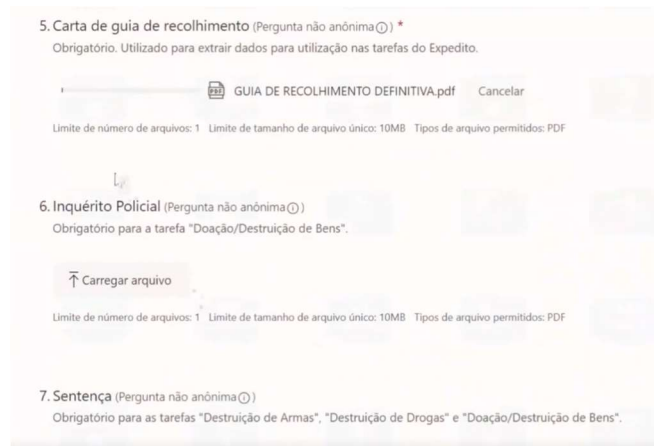 5. Carta de guia de recolhimento (Pergunta não anônima) *
Obrigatório. Utilizado para extrair dados para utilização nas tarefas do Expedito.
PDF GUIA DE RECOLHIMENTO DEFINITIVA.pdf Cancelar
Limite de número de arquivos: 1 Limite de tamanho de arquivo único: 10MB Tipos de arquivo permitidos: PDF
6. Inquérito Policial (Pergunta não anônima)
Obrigatório para a tarefa "Doação/Destruição de Bens".
Carregar arquivo
Limite de número de arquivos: 1 Limite de tamanho de arquivo único: 10MB Tipos de arquivo permitidos: PDF
7. Sentença (Pergunta não anônima)
Obrigatório para as tarefas "Destruição de Armas", "Destruição de Drogas" e "Doação/Destruição de Bens".